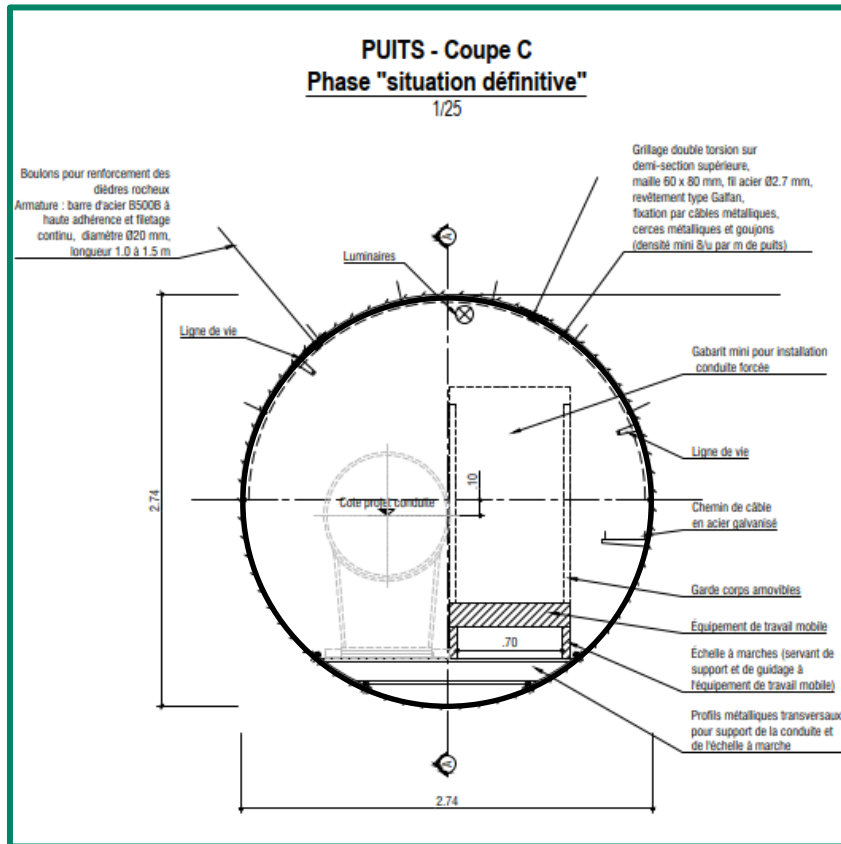 PUITS - Coupe C
Phase "situation définitive"
1/25
Boulons pour renforcement des
dièdres rocheux
Armature : barre d'acier B500B à
haute adhérence et filetage
continu, diamètre Ø20 mm,
longueur 1.0 à 1.5 m
Grillage double torsion sur
demi-section supérieure,
maille 60 x 80 mm, fil acier Ø2.7 mm,
revêtement type Galfan,
fixation par câbles métalliques,
cerces métalliques et goujons
(densité mini 8/u par m de puits)
A
Luminaires
Ligne de vie
Gabarit mini pour installation
conduite forcée
Ligne de vie
.10
2.74
Cote projet conduite
Chemin de câble
en acier galvanisé
Garde corps amovibles
Équipement de travail mobile
.70
Échelle à marches (servant de
support et de guidage à
l'équipement de travail mobile)
Profils métalliques transversaux
pour support de la conduite et
de l'échelle à marche
A
2.74